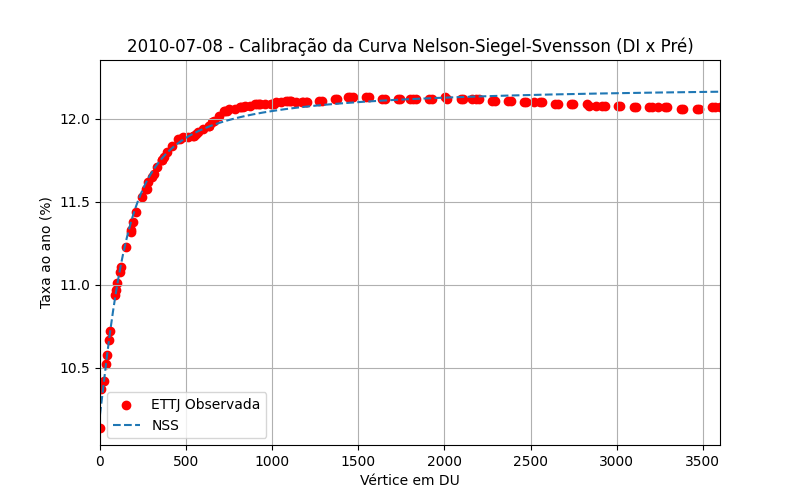 2010-07-08 - Calibração da Curva Nelson-Siegel-Svensson (DI x Pré)
Taxa ao ano (%)
12.0
11.5
11.0
10.5
ETTJ Observada
NSS
0 500 1000 1500 2000 2500 3000 3500
Vértice em DU